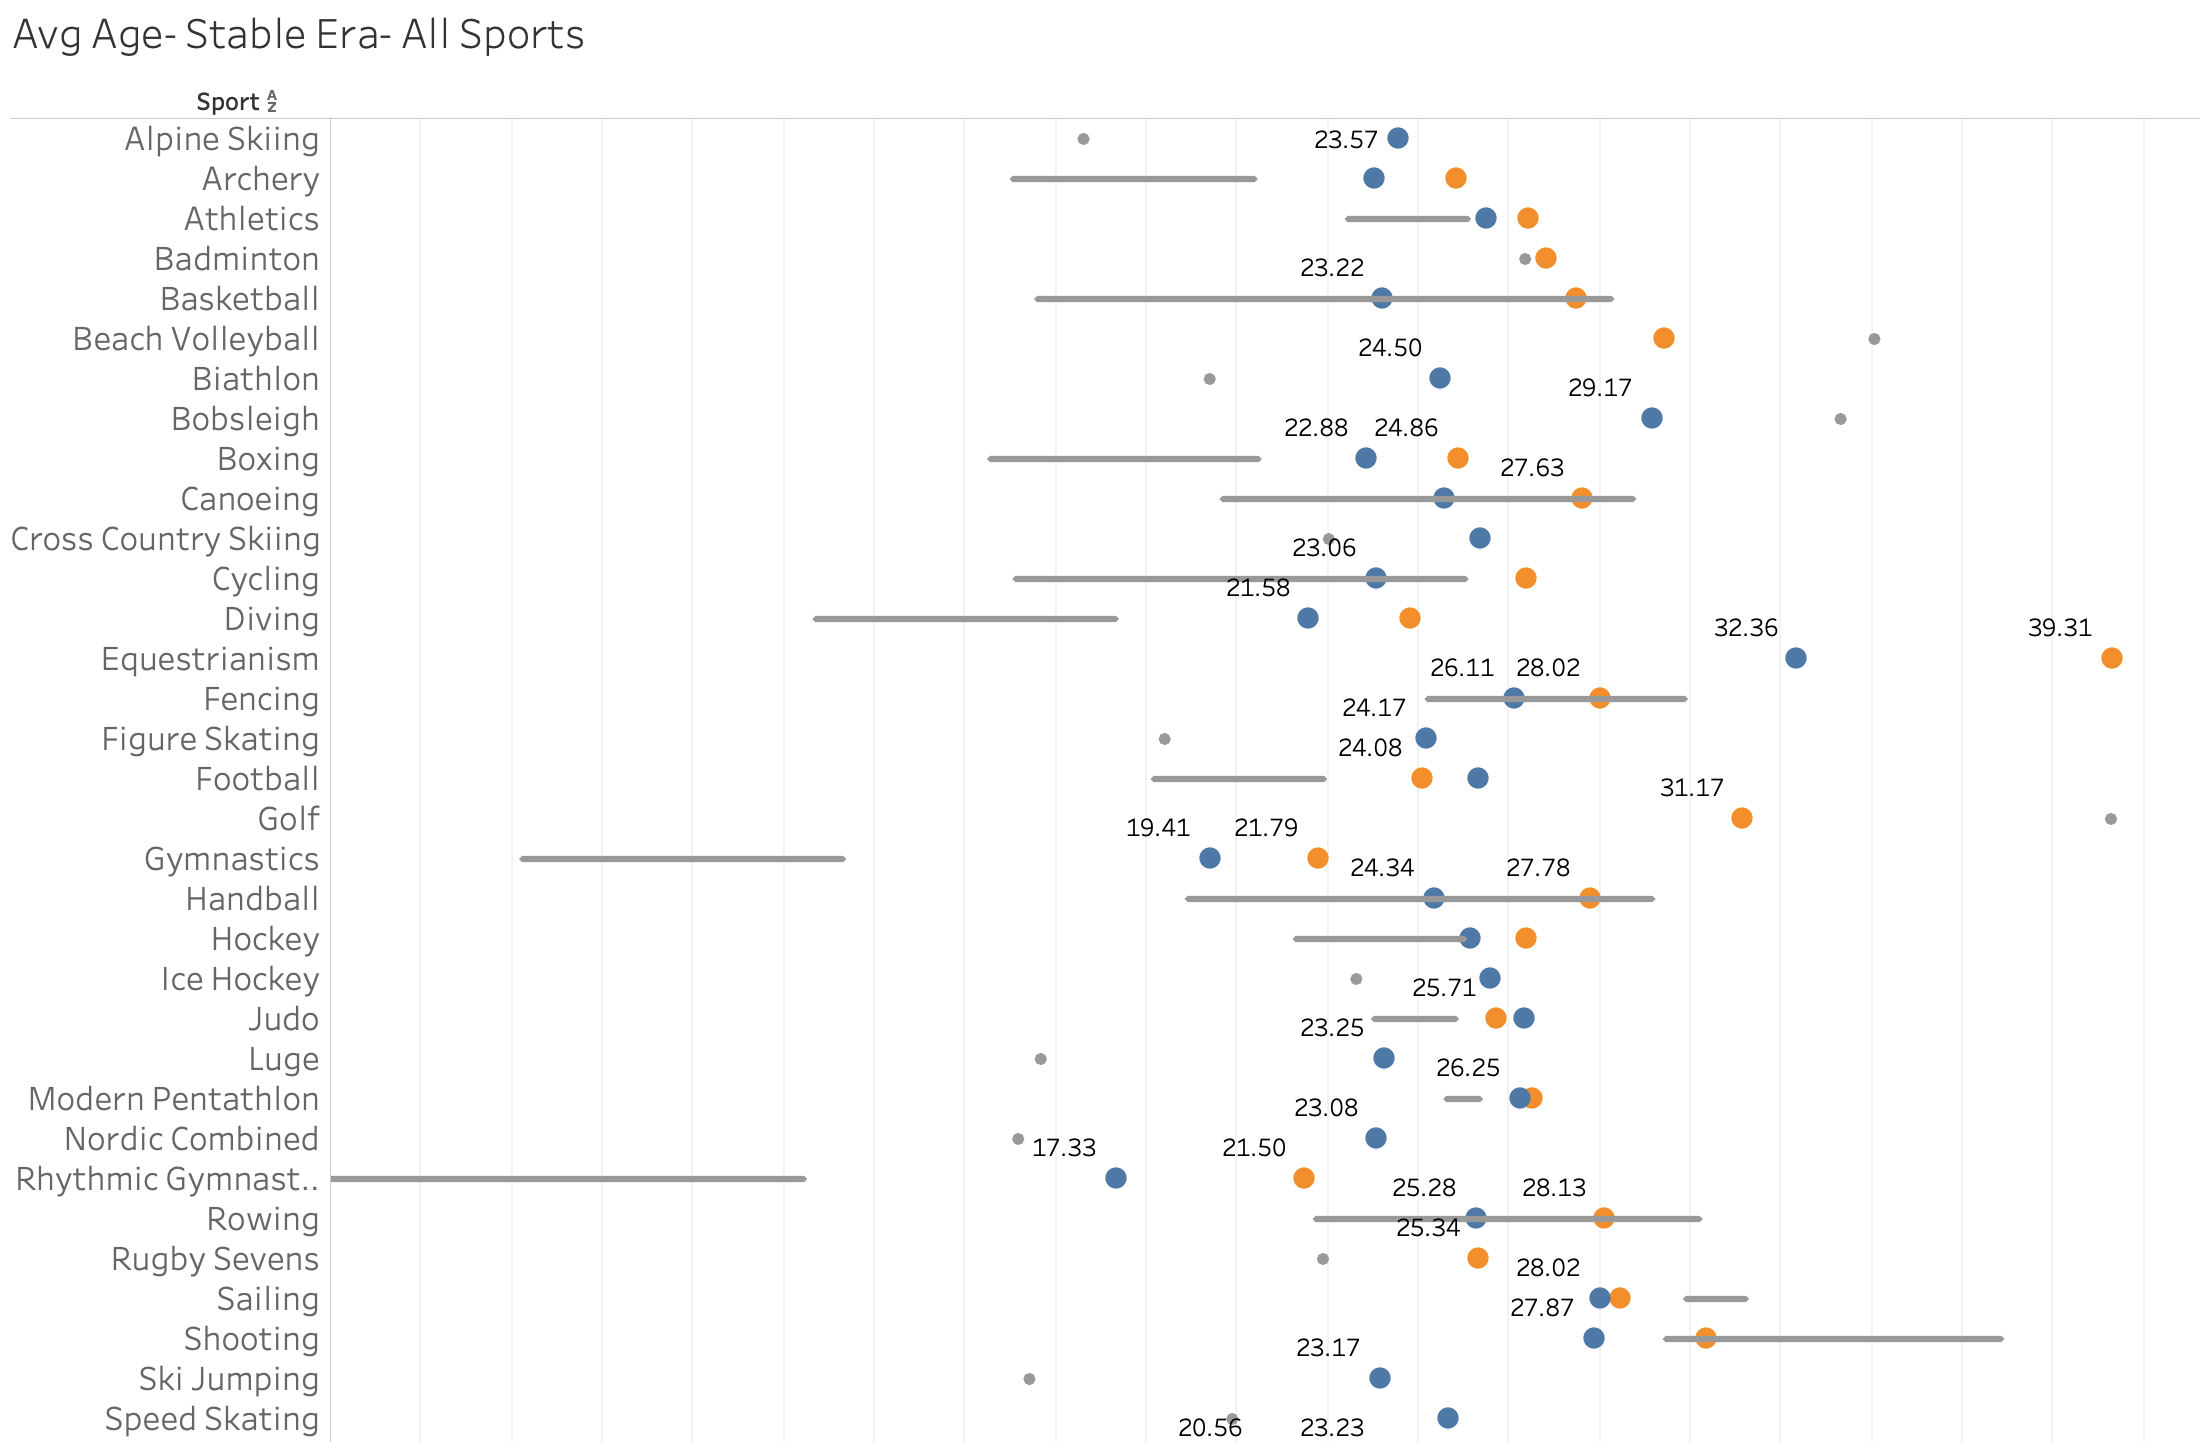 Avg Age- Stable Era- All Sports
Sport AZ
Alpine Skiing 23.57
Archery
Athletics
Badminton
23.22
Basketball
Beach Volleyball
24.50
Biathlon
29.17
Bobsleigh
22.88 24.86
Boxing
27.63
Canoeing
Cross Country Skiing
23.06
Cycling
21.58
Diving
32.36 39.31
Equestrianism
26.11 28.02
Fencing
24.17
Figure Skating
24.08
Football
31.17
Golf
19.41 21.79
Gymnastics
24.34 27.78
Handball
Hockey
Ice Hockey
25.71
Judo
23.25
Luge
26.25
Modern Pentathlon
23.08
Nordic Combined
17.33 21.50
Rhythmic Gymnast..
25.28 28.13
Rowing
25.34
Rugby Sevens
28.02
Sailing
27.87
Shooting
23.17
Ski Jumping
Speed Skating
20.56 23.23